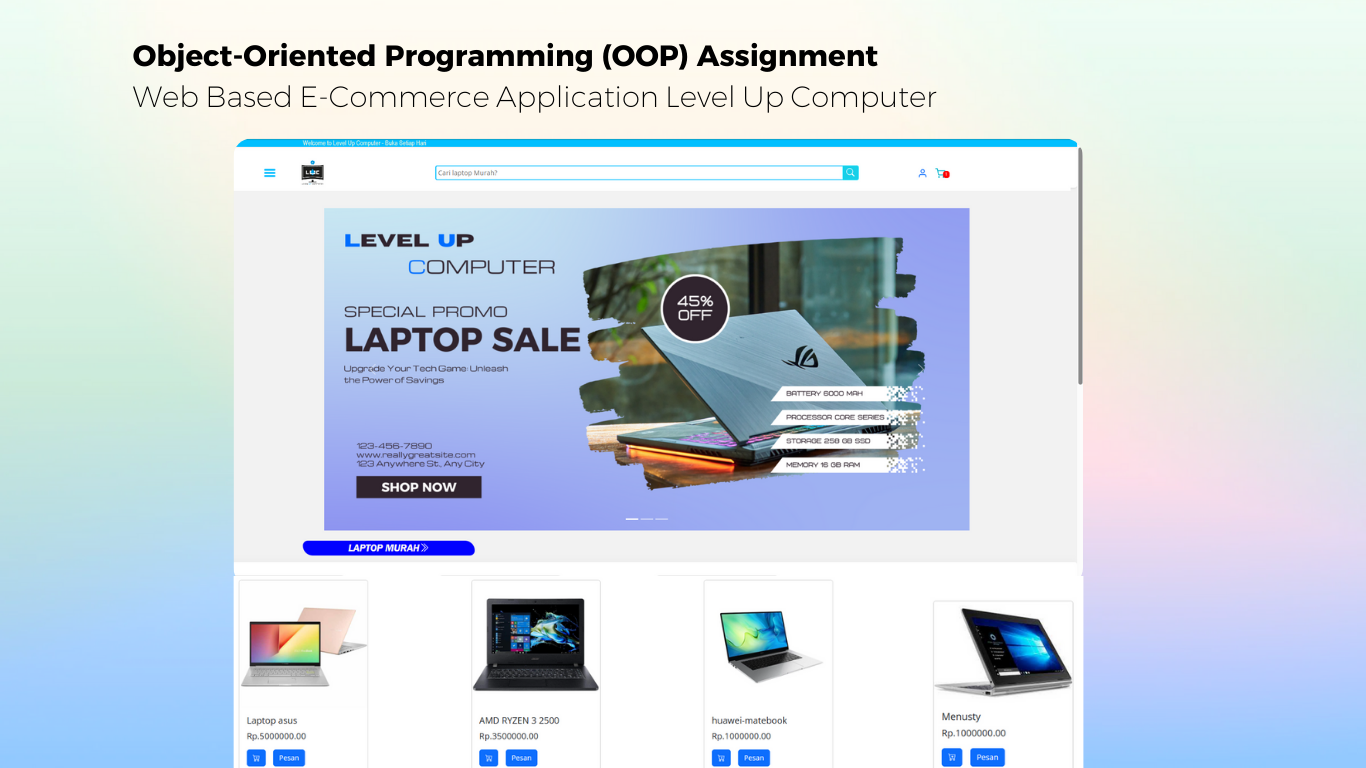 Object-Oriented Programming (OOP) Assignment
Web Based E-Commerce Application Level Up Computer
Welcome to Level Up Computer - Buka Setiap Hari
LUC
Cari laptop Murah?
LEVEL UP
COMPUTER
SPECIAL PROMO
LAPTOP SALE
Upgrade Your Tech Game: Unleash
the Power of Savings
45%
OFF
BATTERY 6000 MAH
PROCESSOR CORE SERIES
STORAGE 258 GB SSD
MEMORY 16 GB RAM
123-456-7890
www.reallygreatsite.com
123 Anywhere St., Any City
SHOP NOW
LAPTOP MURAH
Laptop asus
Rp.5000000.00
Pesan
AMD RYZEN 3 2500
Rp.3500000.00
Pesan
huawei-matebook
Rp.1000000.00
Pesan
Menusty
Rp.1000000.00
Pesan